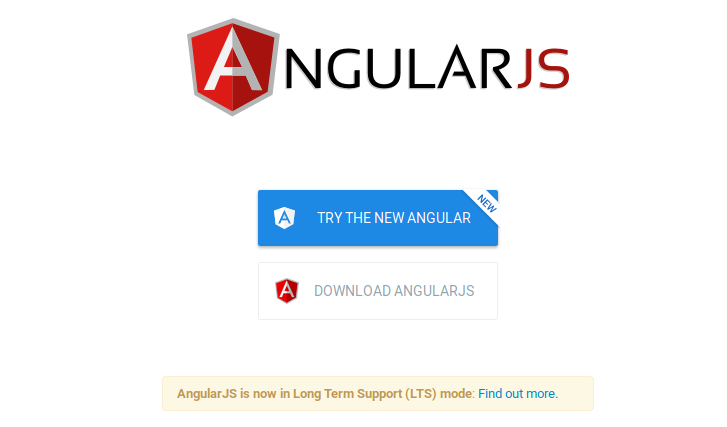 ANGULARJS
TRY THE NEW ANGULAR
NEW
DOWNLOAD ANGULARJS
AngularJS is now in Long Term Support (LTS) mode: Find out more.